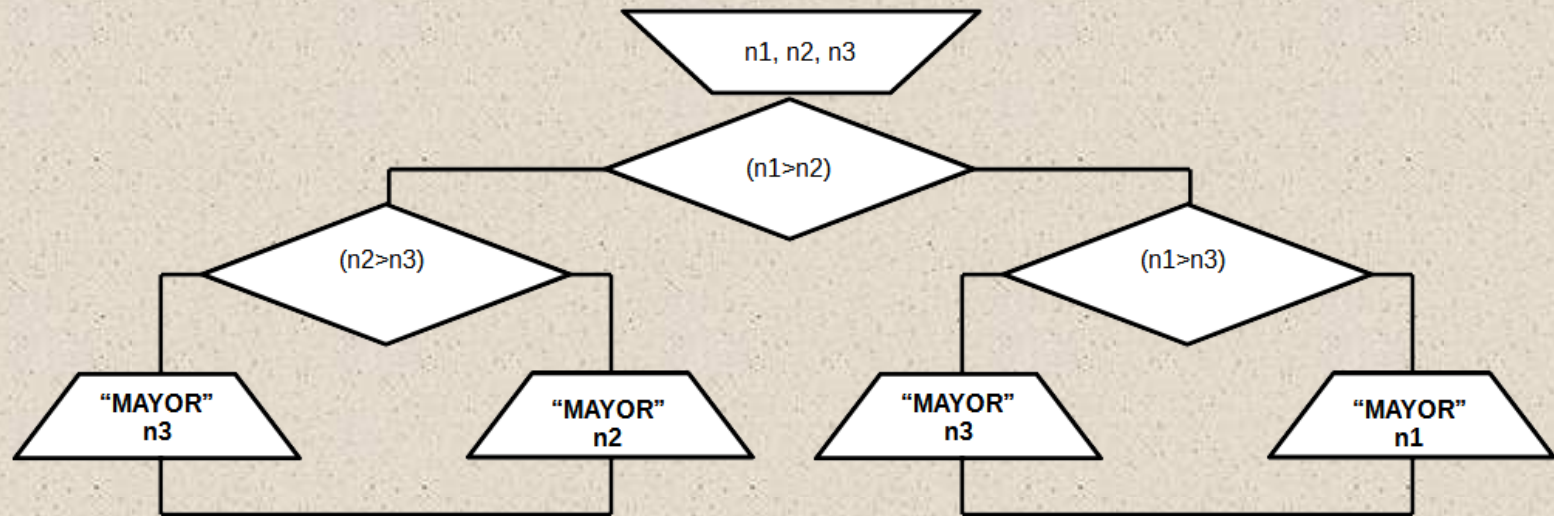 n1, n2, n3
(n1>n2)
(n2>n3)
(n1>n3)
“MAYOR”
n3
“MAYOR”
n2
“MAYOR”
n3
“MAYOR”
n1